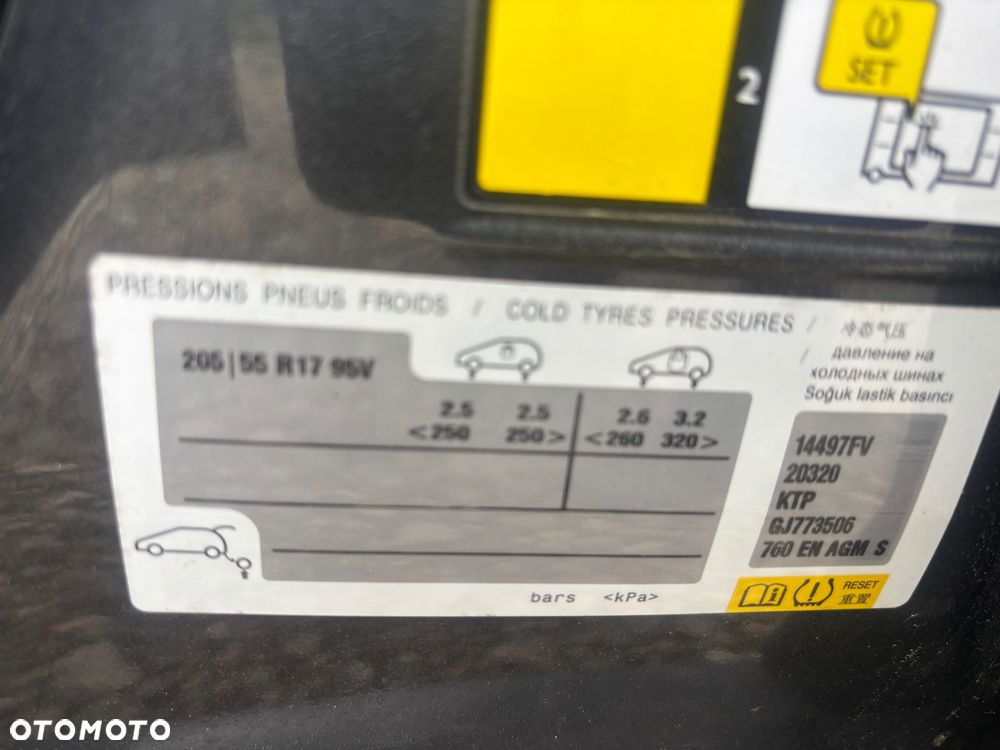 SET
2
PRESSIONS PNEUS FROIDS / COLD TYRES PRESSURES / 冷态气压
/ давление на
холодных шинах
Soğuk lastik basıncı
205|55 R17 95V
2.5 2.5 2.6 3.2
<250 250> <260 320>
14497FV
20320
KTP
GJ773506
760 EN AGM S
bars <kPa>
RESET
重置
OTOMOTO